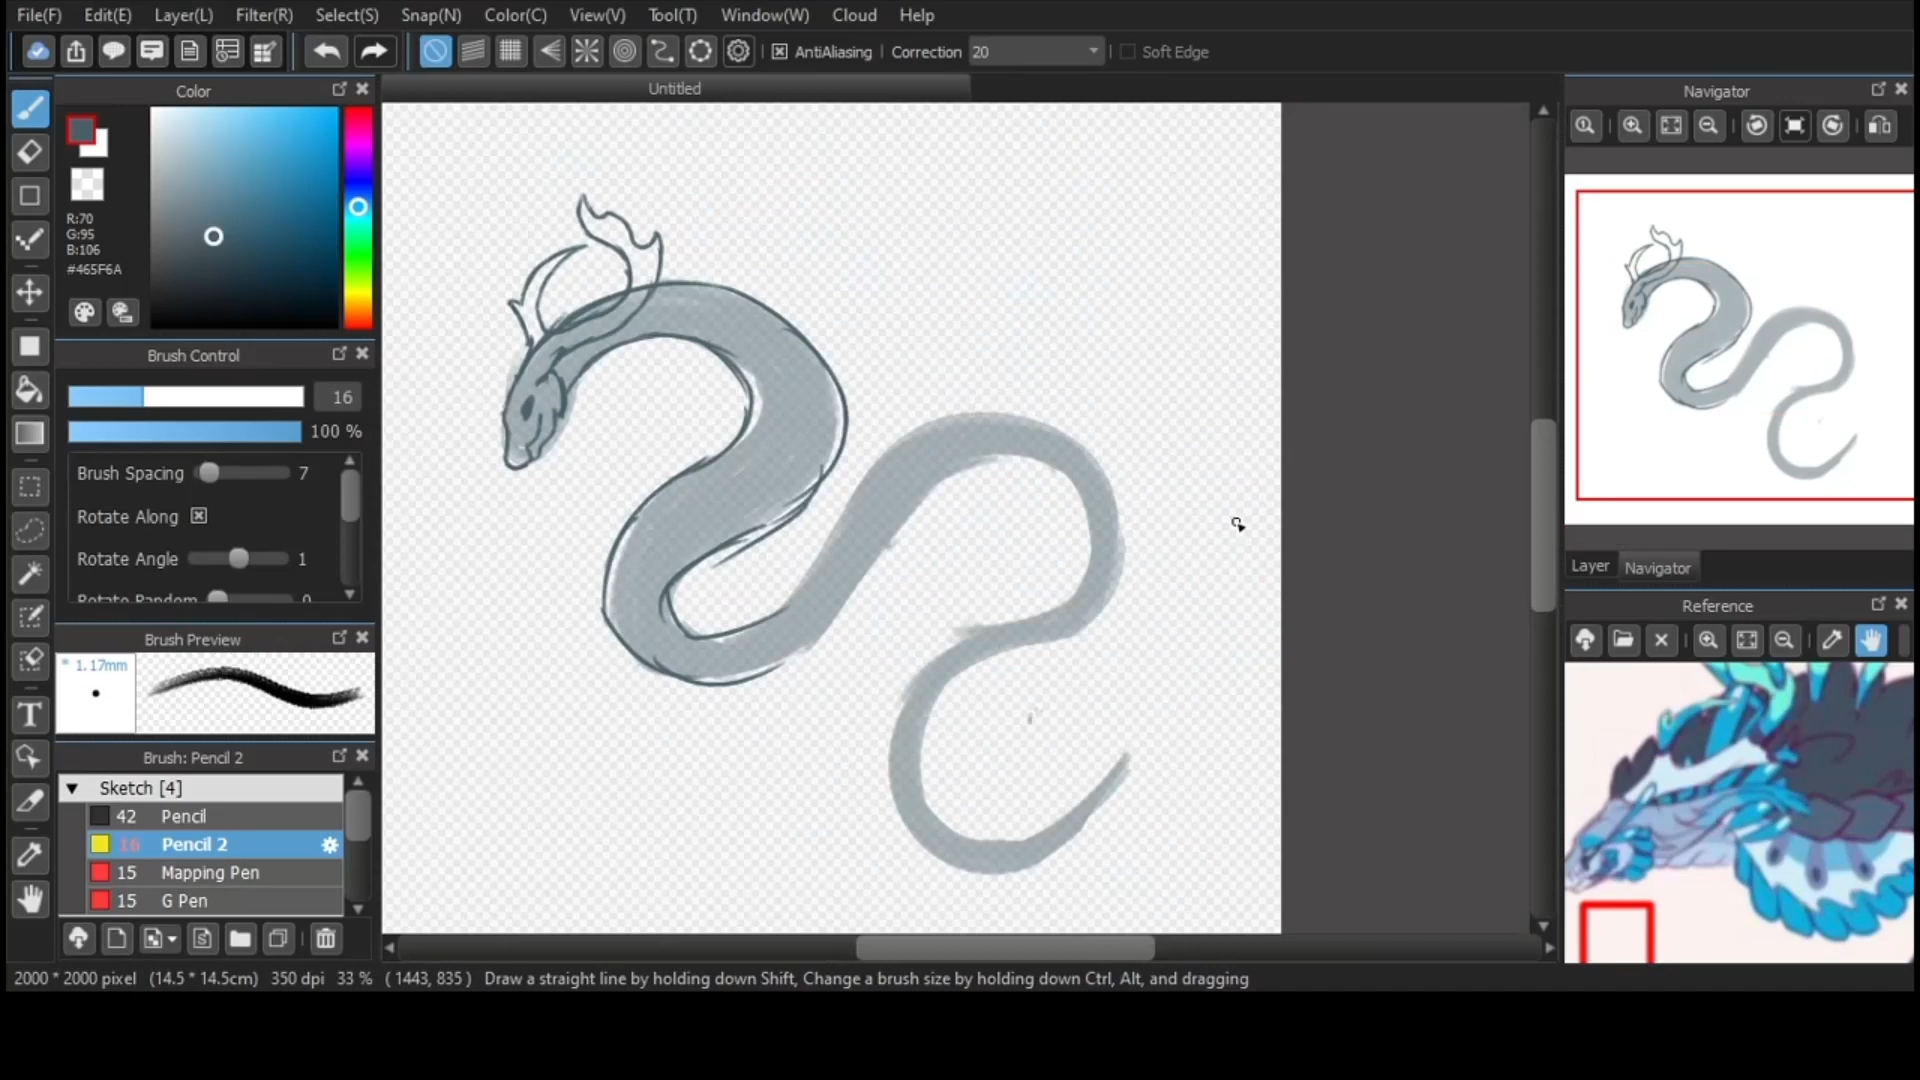 File(F) Edit(E) Layer(L) Filter(R) Select(S) Snap(N) Color(C) View(V) Tool(T) Window(W) Cloud Help
AntiAliasing Correction 20 Soft Edge
Color
Untitled
Navigator
R:70
G:95
B:106
#465F6A
Brush Control
16
100 %
Brush Spacing 7
Rotate Along
Rotate Angle 1
Rotate Random 0
Layer Navigator
Reference
Brush Preview
* 1.17mm
T
Brush: Pencil 2
Sketch [4]
42 Pencil
16 Pencil 2
15 Mapping Pen
15 G Pen
2000 * 2000 pixel (14.5 * 14.5cm) 350 dpi 33 % ( 1443, 835 ) Draw a straight line by holding down Shift, Change a brush size by holding down Ctrl, Alt, and dragging